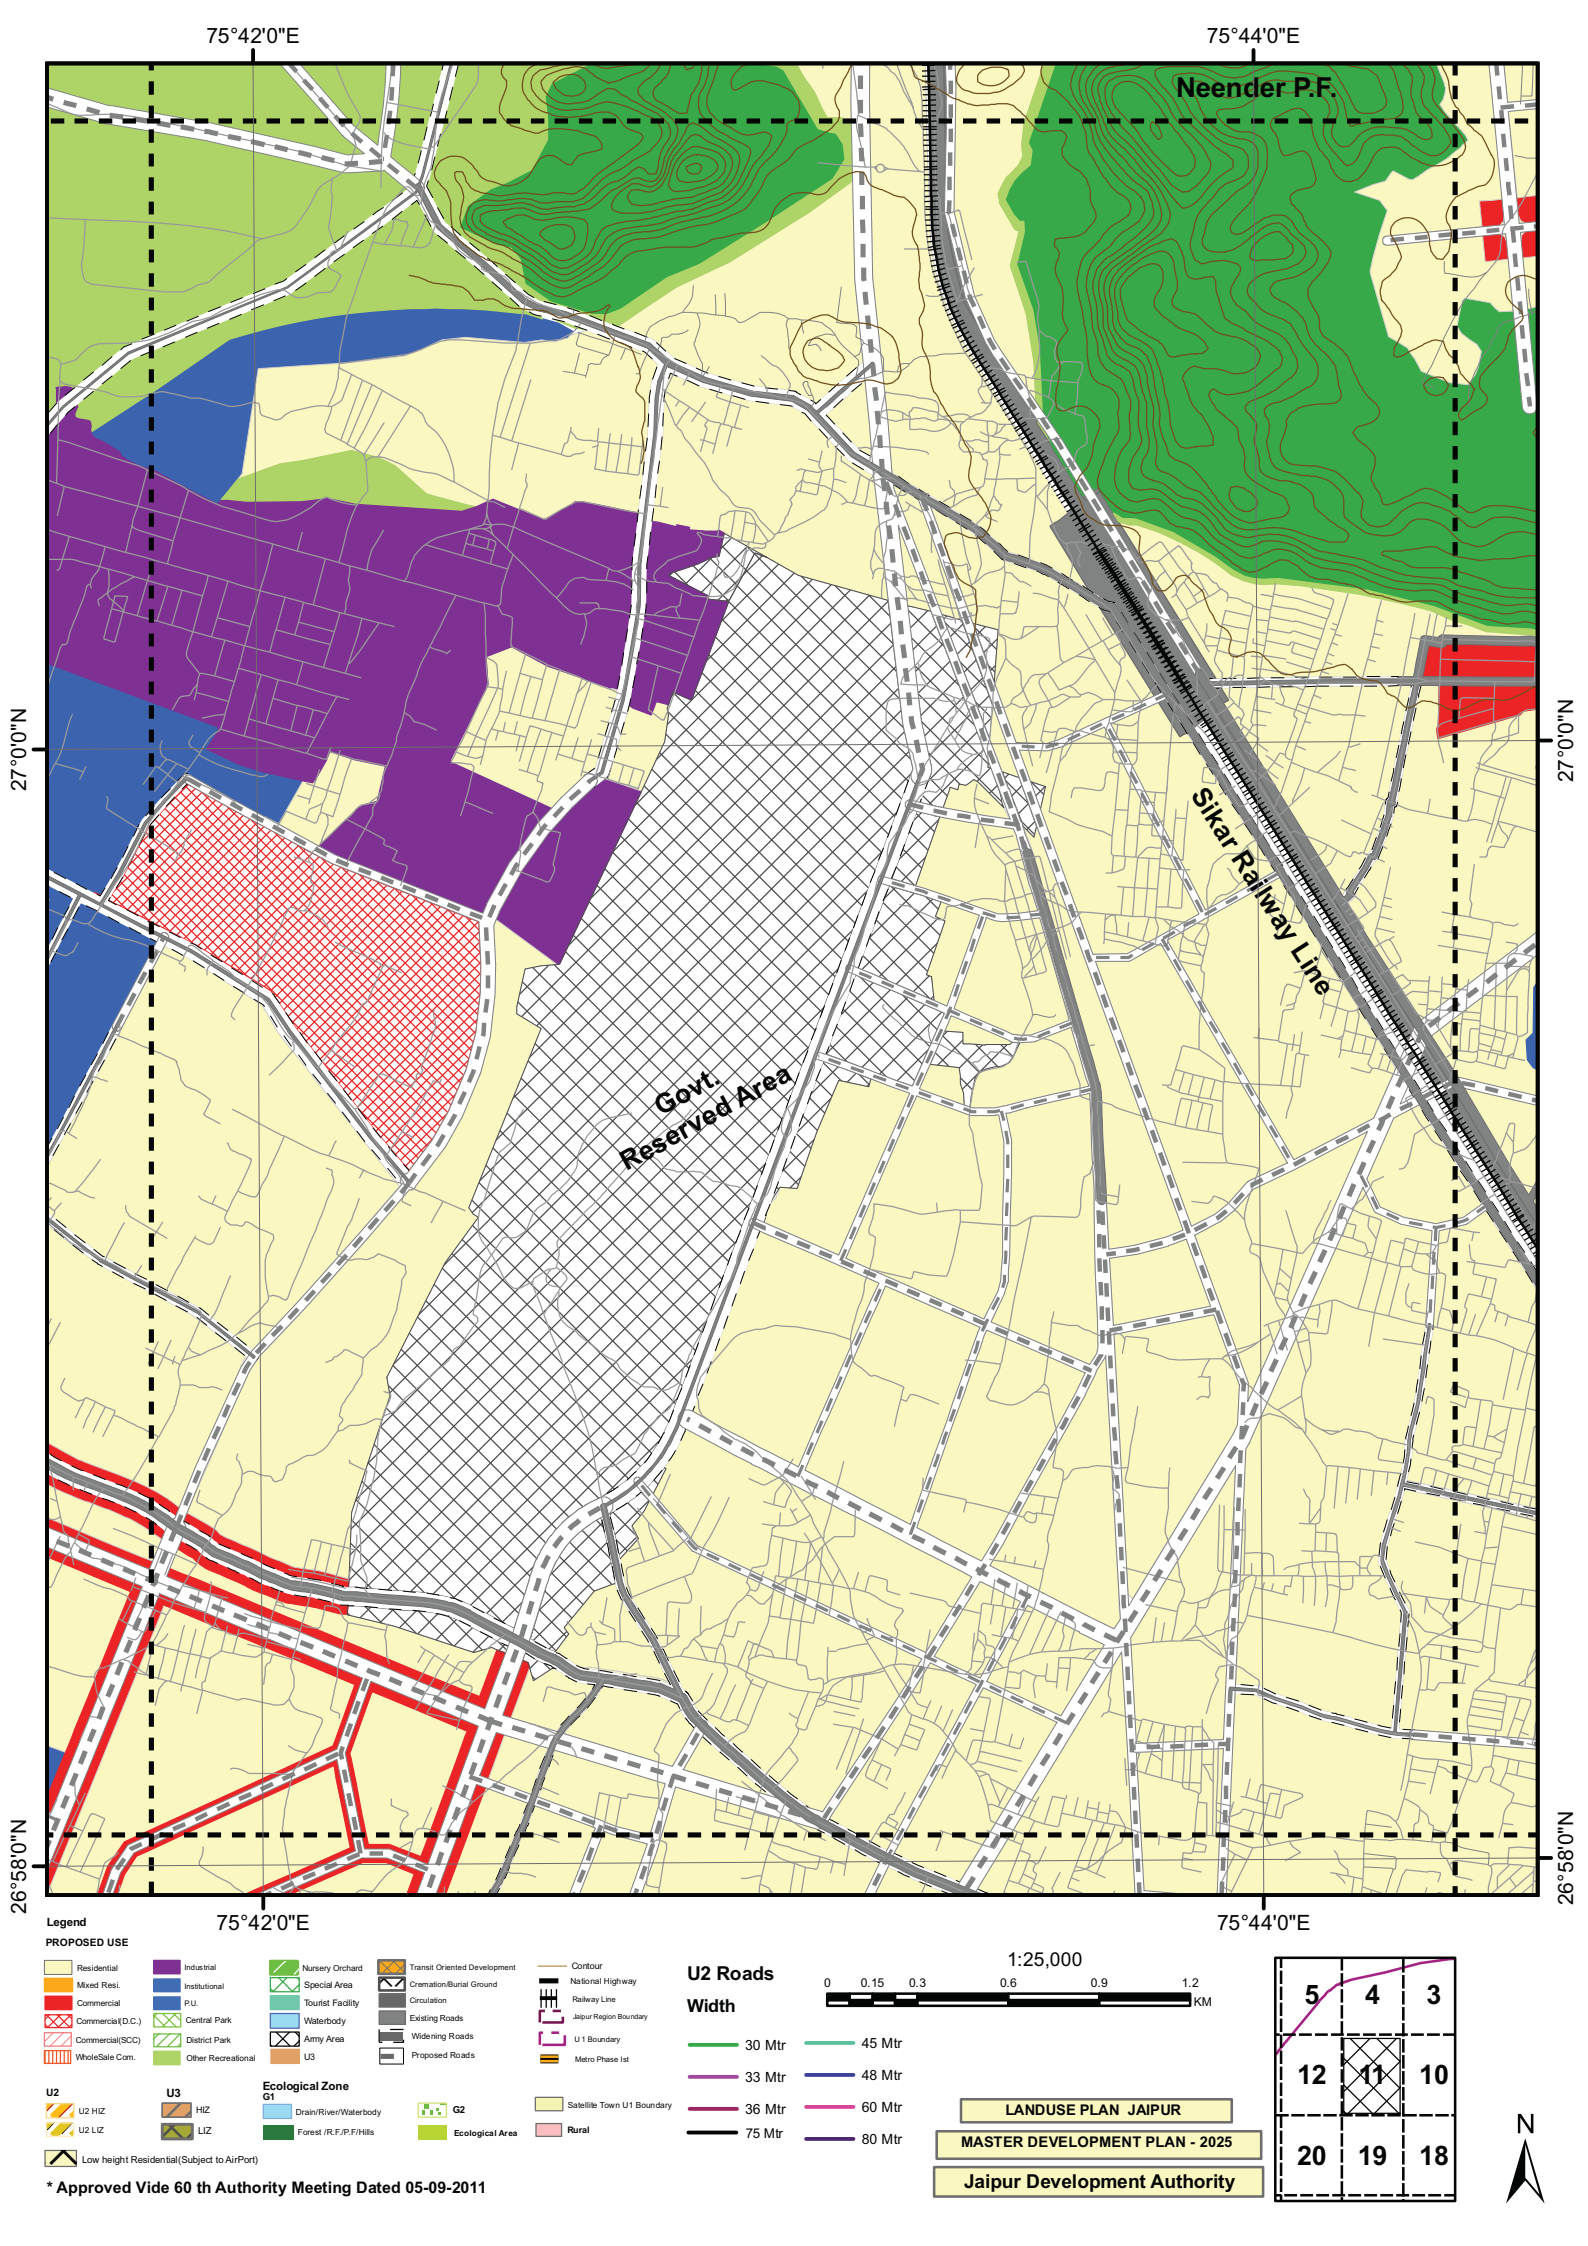 75°42'0"E
75°44'0"E
Neender P.F.
27°0'0"N
27°0'0"N
Sikar Railway Line
Govt.
Reserved Area
26°58'0"N
26°58'0"N
75°42'0"E
75°44'0"E
Legend
PROPOSED USE
Residential
Mixed Resi.
Commercial
Commercial(D.C.)
Commercial(SCC)
WholeSale Com.
Industrial
Institutional
P.U.
Central Park
District Park
Other Recreational
Nursery Orchard
Special Area
Tourist Facility
Waterbody
Army Area
U3
Transit Oriented Development
Cremation/Burial Ground
Circulation
Existing Roads
Widening Roads
Proposed Roads
Contour
National Highway
Railway Line
Jaipur Region Boundary
U 1 Boundary
Metro Phase Ist
U2
U2 HIZ
U2 LIZ
U3
HIZ
LIZ
Ecological Zone
G1
Drain/River/Waterbody
Forest /R.F./P.F/Hills
G2
Ecological Area
Satellite Town U1 Boundary
Rural
Low height Residential(Subject to AirPort)
* Approved Vide 60 th Authority Meeting Dated 05-09-2011
U2 Roads
Width
30 Mtr
33 Mtr
36 Mtr
75 Mtr
45 Mtr
48 Mtr
60 Mtr
80 Mtr
1:25,000
0 0.15 0.3 0.6 0.9 1.2
KM
LANDUSE PLAN JAIPUR
MASTER DEVELOPMENT PLAN - 2025
Jaipur Development Authority
5 4 3
12 11 10
20 19 18
N